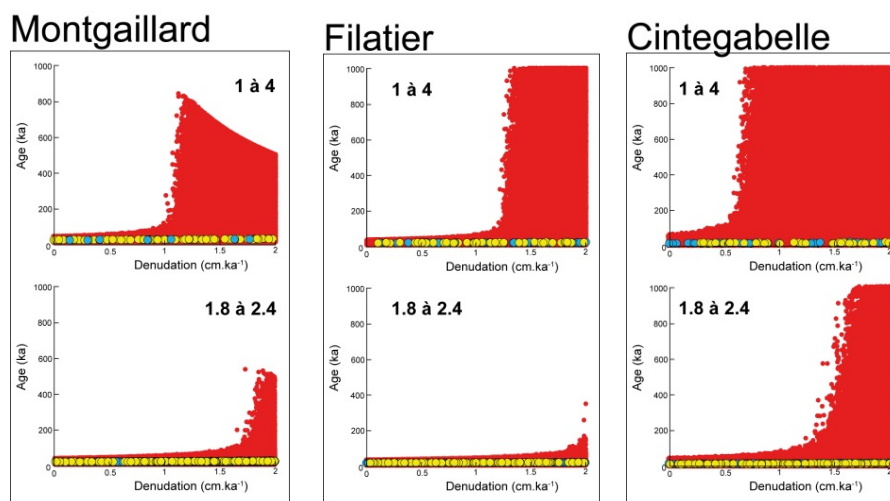 Montgaillard
1 à 4
Age (ka)
1000
800
600
400
200
0
0 0.5 1 1.5 2
Denudation (cm.ka⁻¹)
1.8 à 2.4
Age (ka)
1000
800
600
400
200
0
0 0.5 1 1.5 2
Denudation (cm.ka⁻¹)
Filatier
1 à 4
Age (ka)
1000
800
600
400
200
0
0 0.5 1 1.5 2
Denudation (cm.ka⁻¹)
1.8 à 2.4
Age (ka)
1000
800
600
400
200
0
0 0.5 1 1.5 2
Denudation (cm.ka⁻¹)
Cintegabelle
1 à 4
Age (ka)
1000
800
600
400
200
0
0 0.5 1 1.5 2
Denudation (cm.ka⁻¹)
1.8 à 2.4
Age (ka)
1000
800
600
400
200
0
0 0.5 1 1.5 2
Denudation (cm.ka⁻¹)